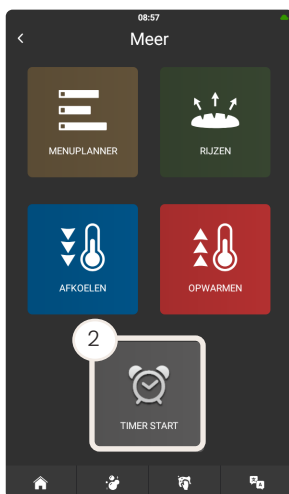 08:57
Meer
MENUPLANNER
RIJZEN
AFKOELEN
OPWARMEN
2
TIMER START